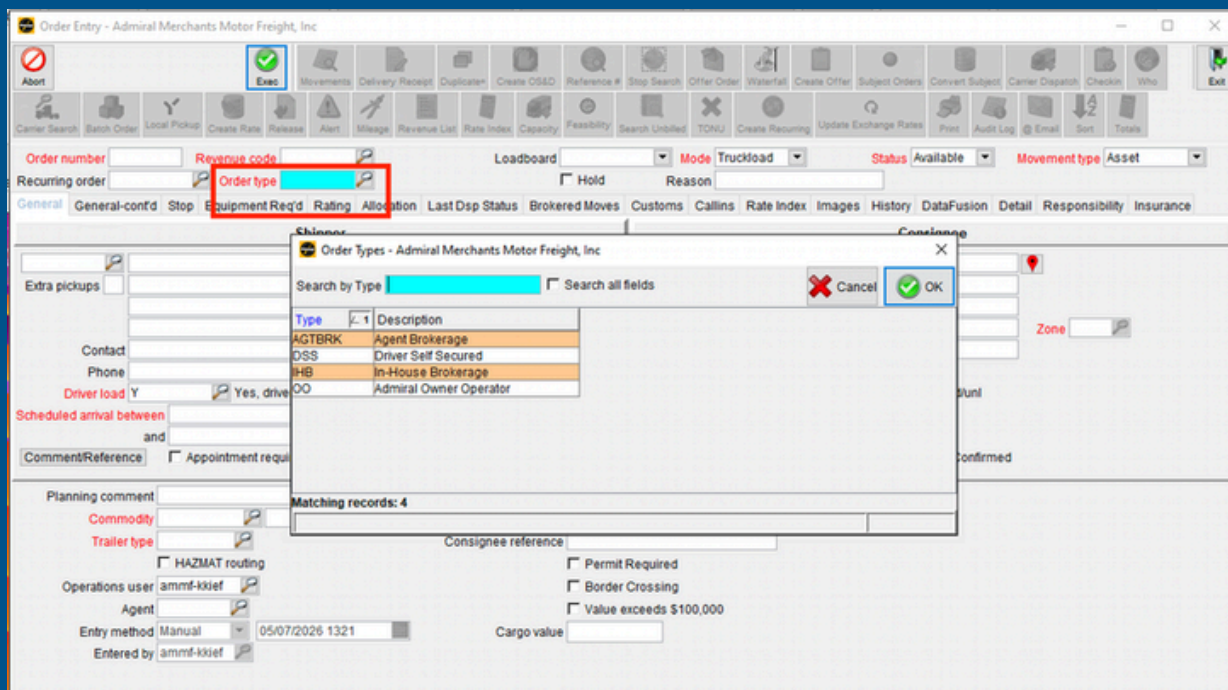 Order Entry - Admiral Merchants Motor Freight, Inc
Abort Exec Movements Delivery Receipt Duplicate+ Create OS&D Reference # Stop Search Offer Order Waterfall Create Offer Subject Orders Convert Subject Carrier Dispatch Checkin Who Exit
Carrier Search Batch Order Local Pickup Create Rate Release Alert Mileage Revenue List Rate Index Capacity Feasibility Search Unbilled TONU Create Recurring Update Exchange Rates Print Audit Log @ Email Sort Totals
Order number Revenue code Loadboard Mode Truckload Status Available Movement type Asset
Recurring order Order type Hold Reason
General General-cont'd Stop Equipment Req'd Rating Allocation Last Dsp Status Brokered Moves Customs Callins Rate Index Images History DataFusion Detail Responsibility Insurance
Shipper Consignee
Order Types - Admiral Merchants Motor Freight, Inc
Search by Type Search all fields Cancel OK
Type 1 Description
AGTBRK Agent Brokerage
DSS Driver Self Secured
IHB In-House Brokerage
OO Admiral Owner Operator
Matching records: 4
Extra pickups
Zone
Contact
Phone
Driver load Y Yes, drive d/unl
Scheduled arrival between
and
Comment/Reference Appointment requi Confirmed
Planning comment
Commodity
Trailer type Consignee reference
HAZMAT routing Permit Required
Operations user ammf-kkief Border Crossing
Agent Value exceeds $100,000
Entry method Manual 05/07/2026 1321 Cargo value
Entered by ammf-kkief